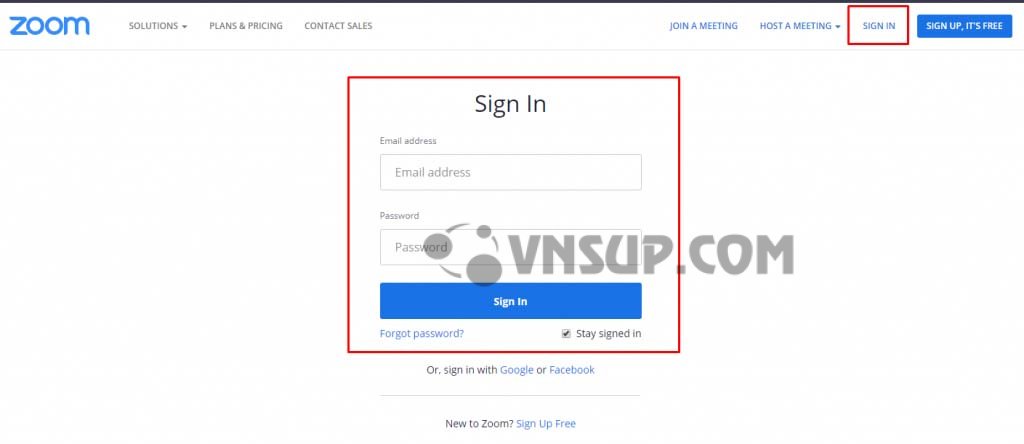 zoom SOLUTIONS PLANS & PRICING CONTACT SALES JOIN A MEETING HOST A MEETING SIGN IN SIGN UP, IT'S FREE
Sign In
Email address
Email address
Password
Password
VNSUP.COM
Sign In
Forgot password? Stay signed in
Or, sign in with Google or Facebook
New to Zoom? Sign Up Free